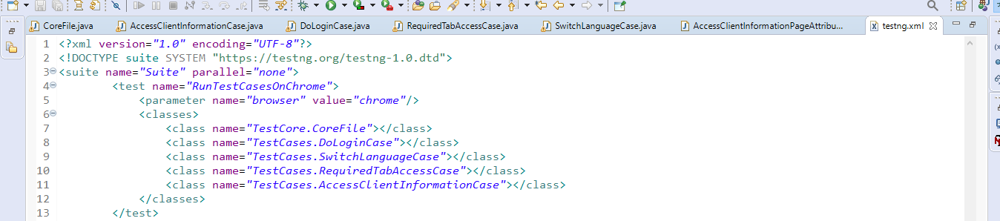 CoreFile.java AccessClientInformationCase.java DoLoginCase.java RequiredTabAccessCase.java SwitchLanguageCase.java AccessClientInformationPageAttribu... testng.xml
1 <?xml version="1.0" encoding="UTF-8"?>
2 <!DOCTYPE suite SYSTEM "https://testng.org/testng-1.0.dtd">
3 <suite name="Suite" parallel="none">
4 <test name="RunTestCasesOnChrome">
5 <parameter name="browser" value="chrome"/>
6 <classes>
7 <class name="TestCore.CoreFile"></class>
8 <class name="TestCases.DoLoginCase"></class>
9 <class name="TestCases.SwitchLanguageCase"></class>
10 <class name="TestCases.RequiredTabAccessCase"></class>
11 <class name="TestCases.AccessClientInformationCase"></class>
12 </classes>
13 </test>